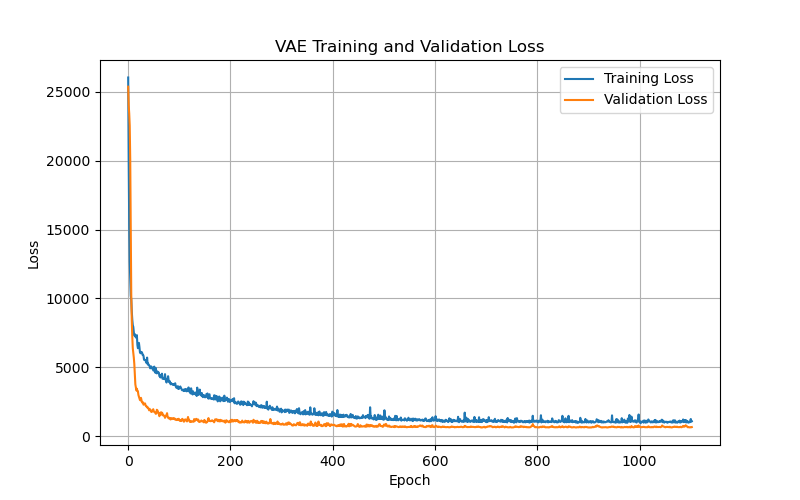 VAE Training and Validation Loss
Training Loss
Validation Loss
25000
20000
15000
10000
5000
0
Loss
0 200 400 600 800 1000
Epoch